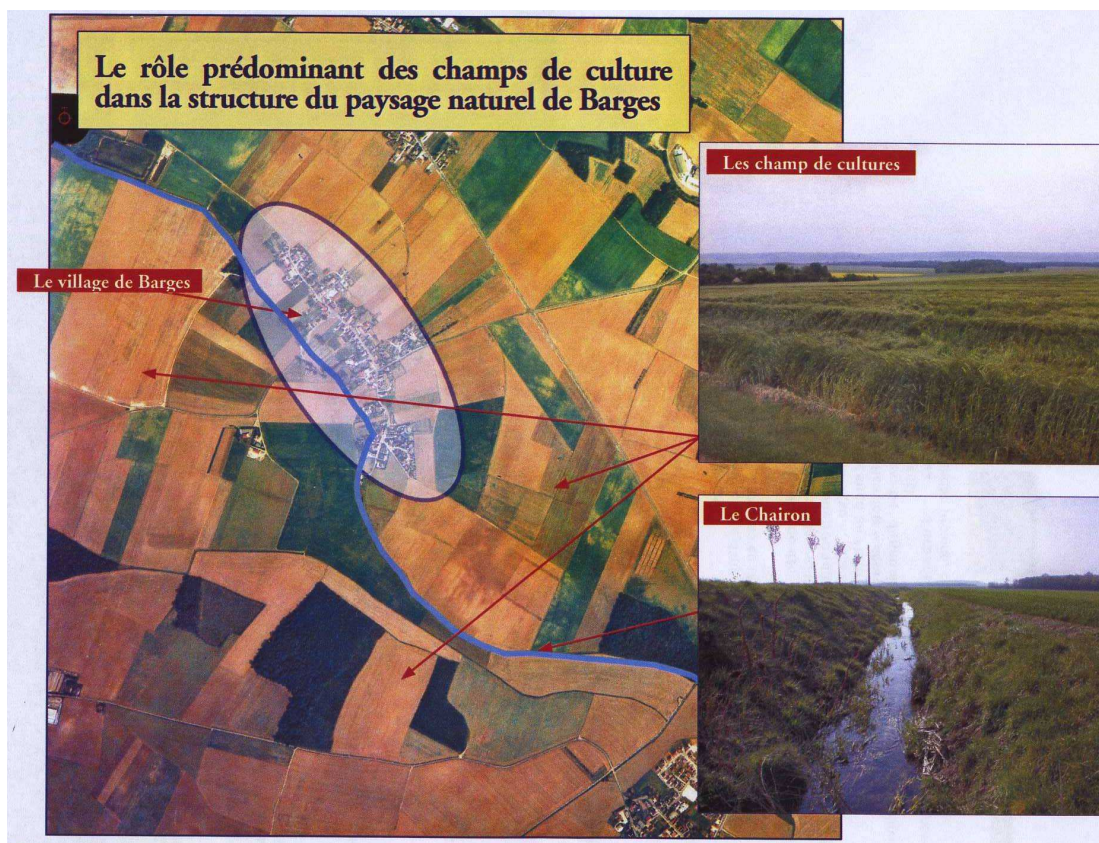 Le rôle prédominant des champs de culture
dans la structure du paysage naturel de Barges
Les champ de cultures
Le village de Barges
Le Chairon